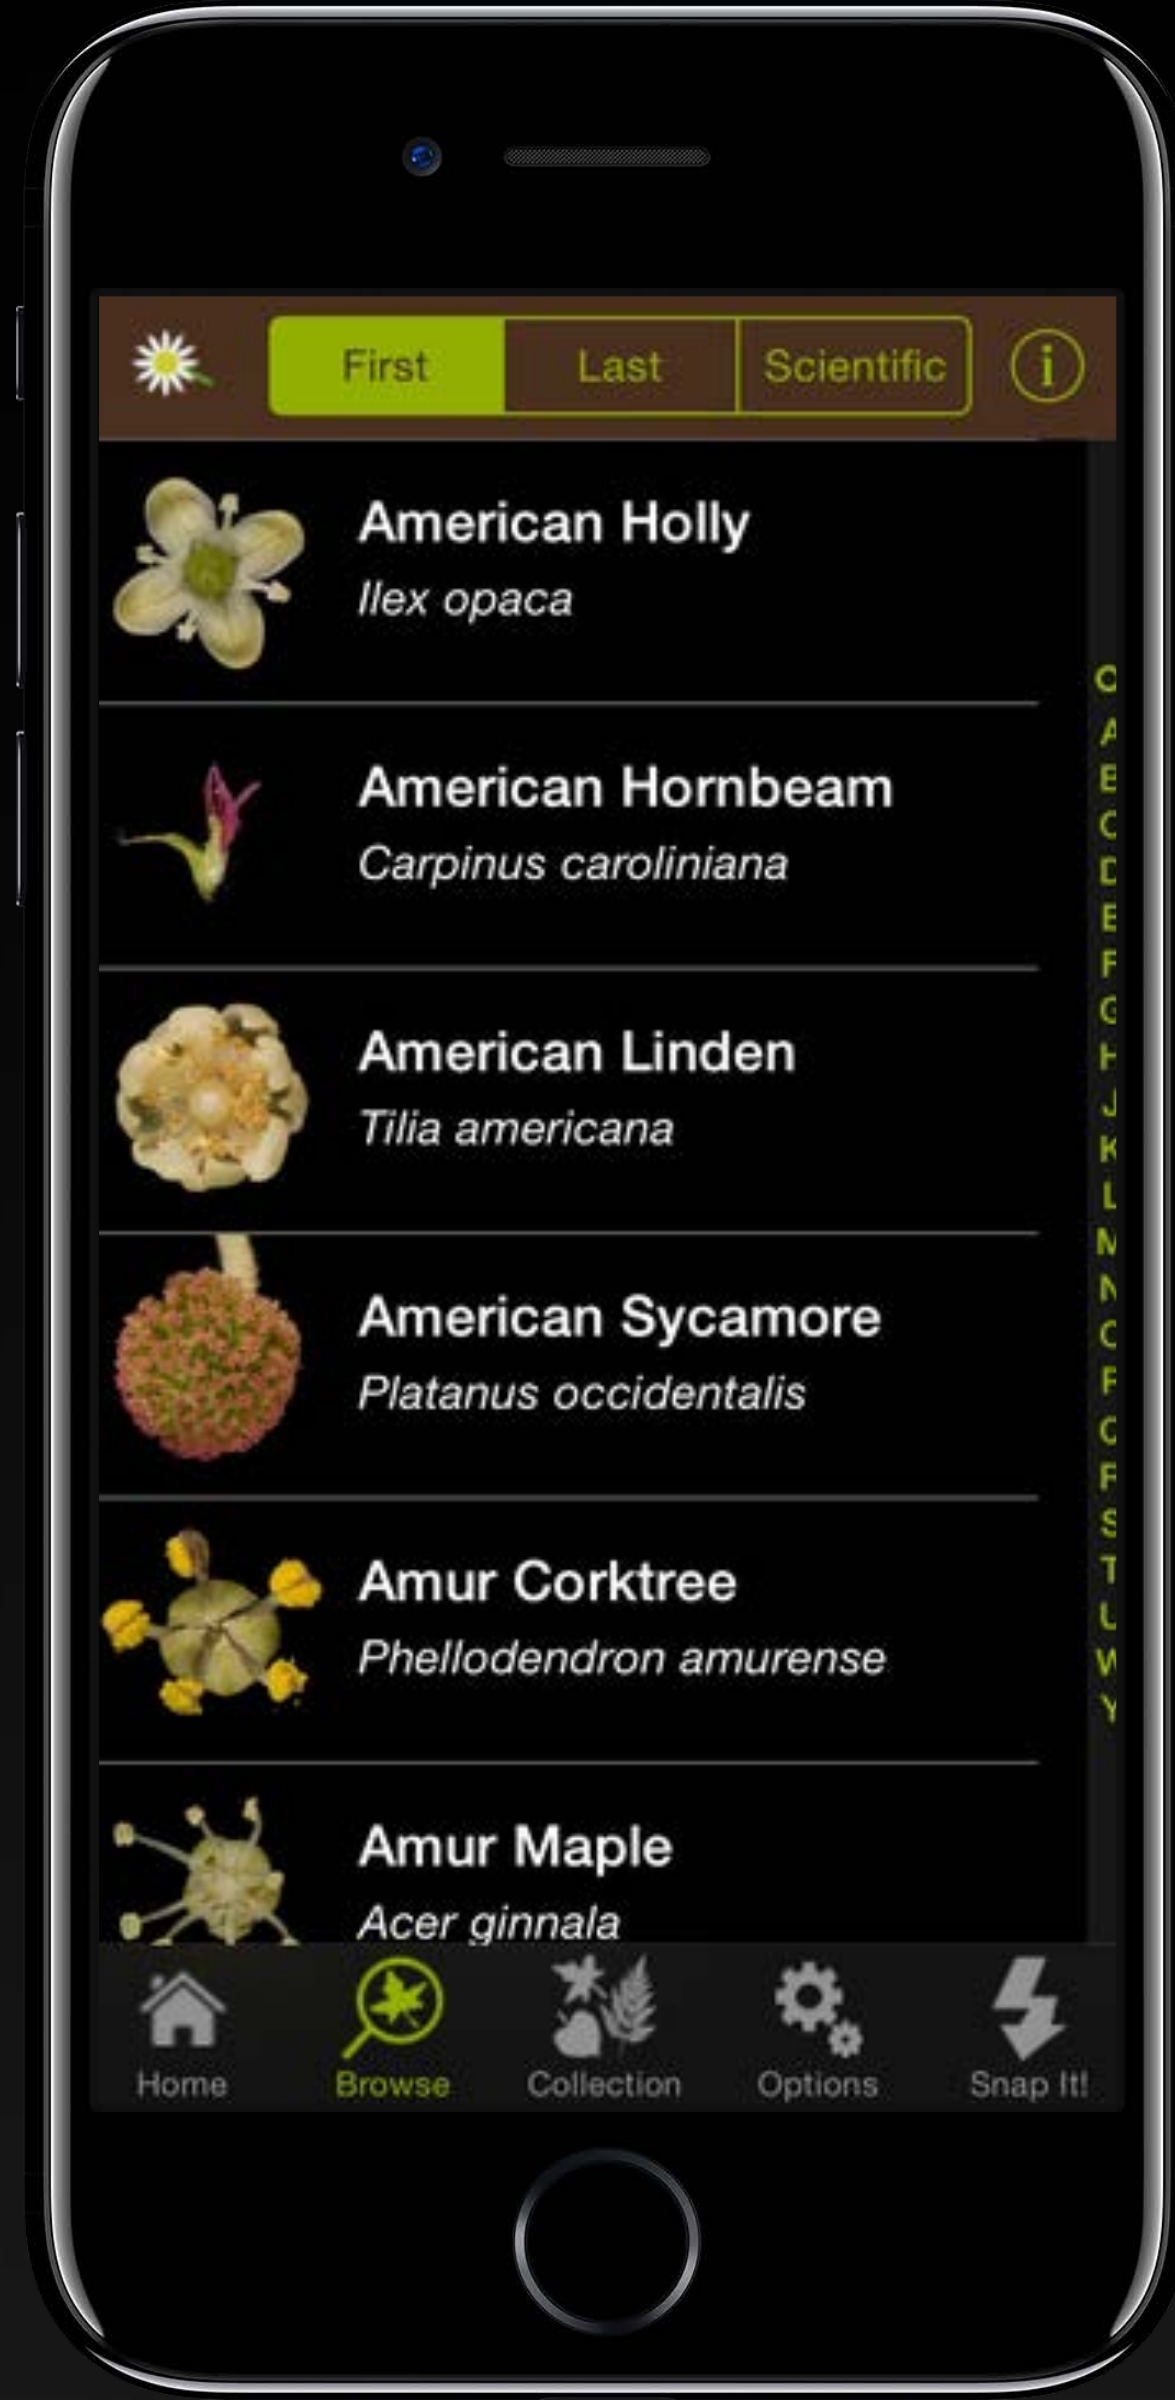 First
Last
Scientific
American Holly
Ilex opaca
American Hornbeam
Carpinus caroliniana
American Linden
Tilia americana
American Sycamore
Platanus occidentalis
Amur Corktree
Phellodendron amurense
Amur Maple
Acer ginnala
A
B
C
D
E
F
G
H
J
K
L
M
N
O
P
Q
R
S
T
U
W
Y
Home
Browse
Collection
Options
Snap It!